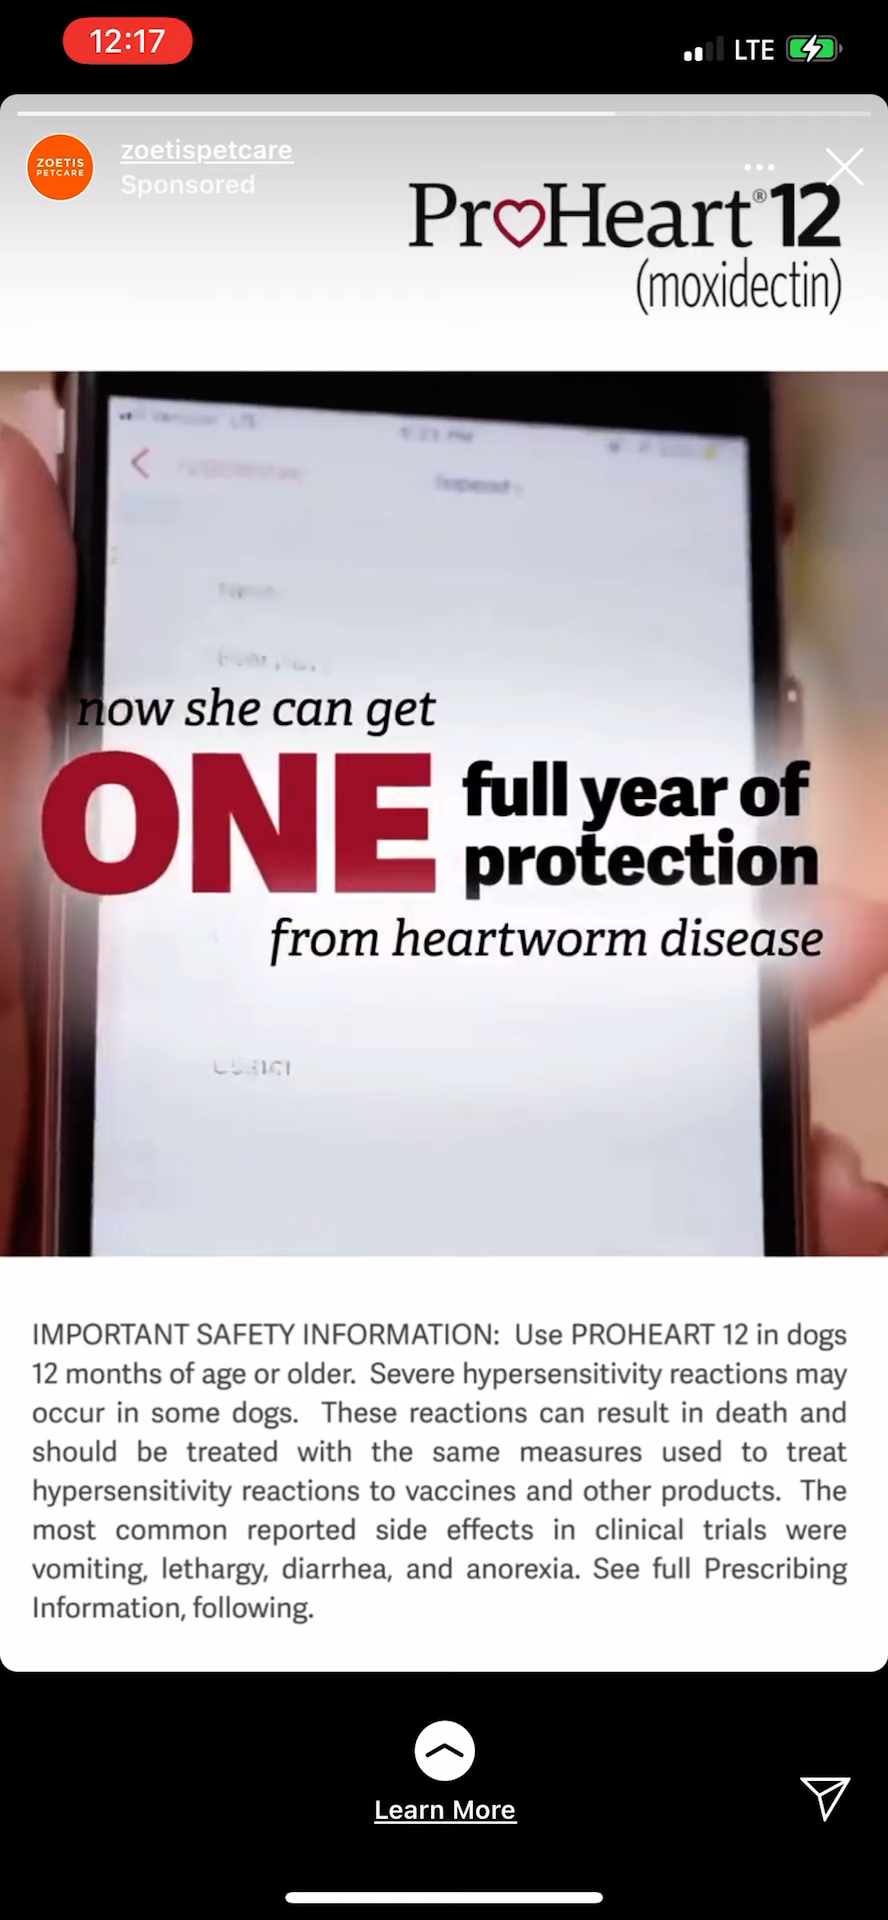 12:17
LTE
ZOETIS
PETCARE
zoetispetcare
Sponsored
ProHeart®12
(moxidectin)
now she can get
ONE full year of
protection
from heartworm disease
IMPORTANT SAFETY INFORMATION: Use PROHEART 12 in dogs
12 months of age or older. Severe hypersensitivity reactions may
occur in some dogs. These reactions can result in death and
should be treated with the same measures used to treat
hypersensitivity reactions to vaccines and other products. The
most common reported side effects in clinical trials were
vomiting, lethargy, diarrhea, and anorexia. See full Prescribing
Information, following.
Learn More